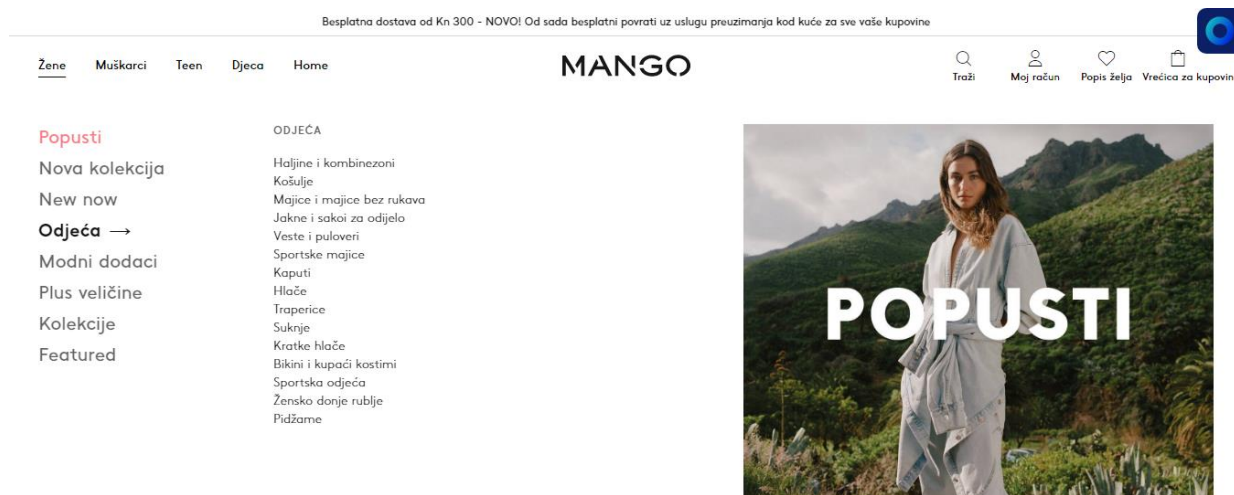 Besplatna dostava od Kn 300 - NOVO! Od sada besplatni povrati uz uslugu preuzimanja kod kuće za sve vaše kupovine
Žene Muškarci Teen Djeca Home
MANGO
Traži Moj račun Popis želja Vrećica za kupovin
Popusti
Nova kolekcija
New now
Odjeća →
Modni dodaci
Plus veličine
Kolekcije
Featured
ODJEĆA
Haljine i kombinezoni
Košulje
Majice i majice bez rukava
Jakne i sakoi za odijelo
Veste i puloveri
Sportske majice
Kaputi
Hlače
Traperice
Suknje
Kratke hlače
Bikini i kupaći kostimi
Sportska odjeća
Žensko donje rublje
Pidžame
POPUSTI